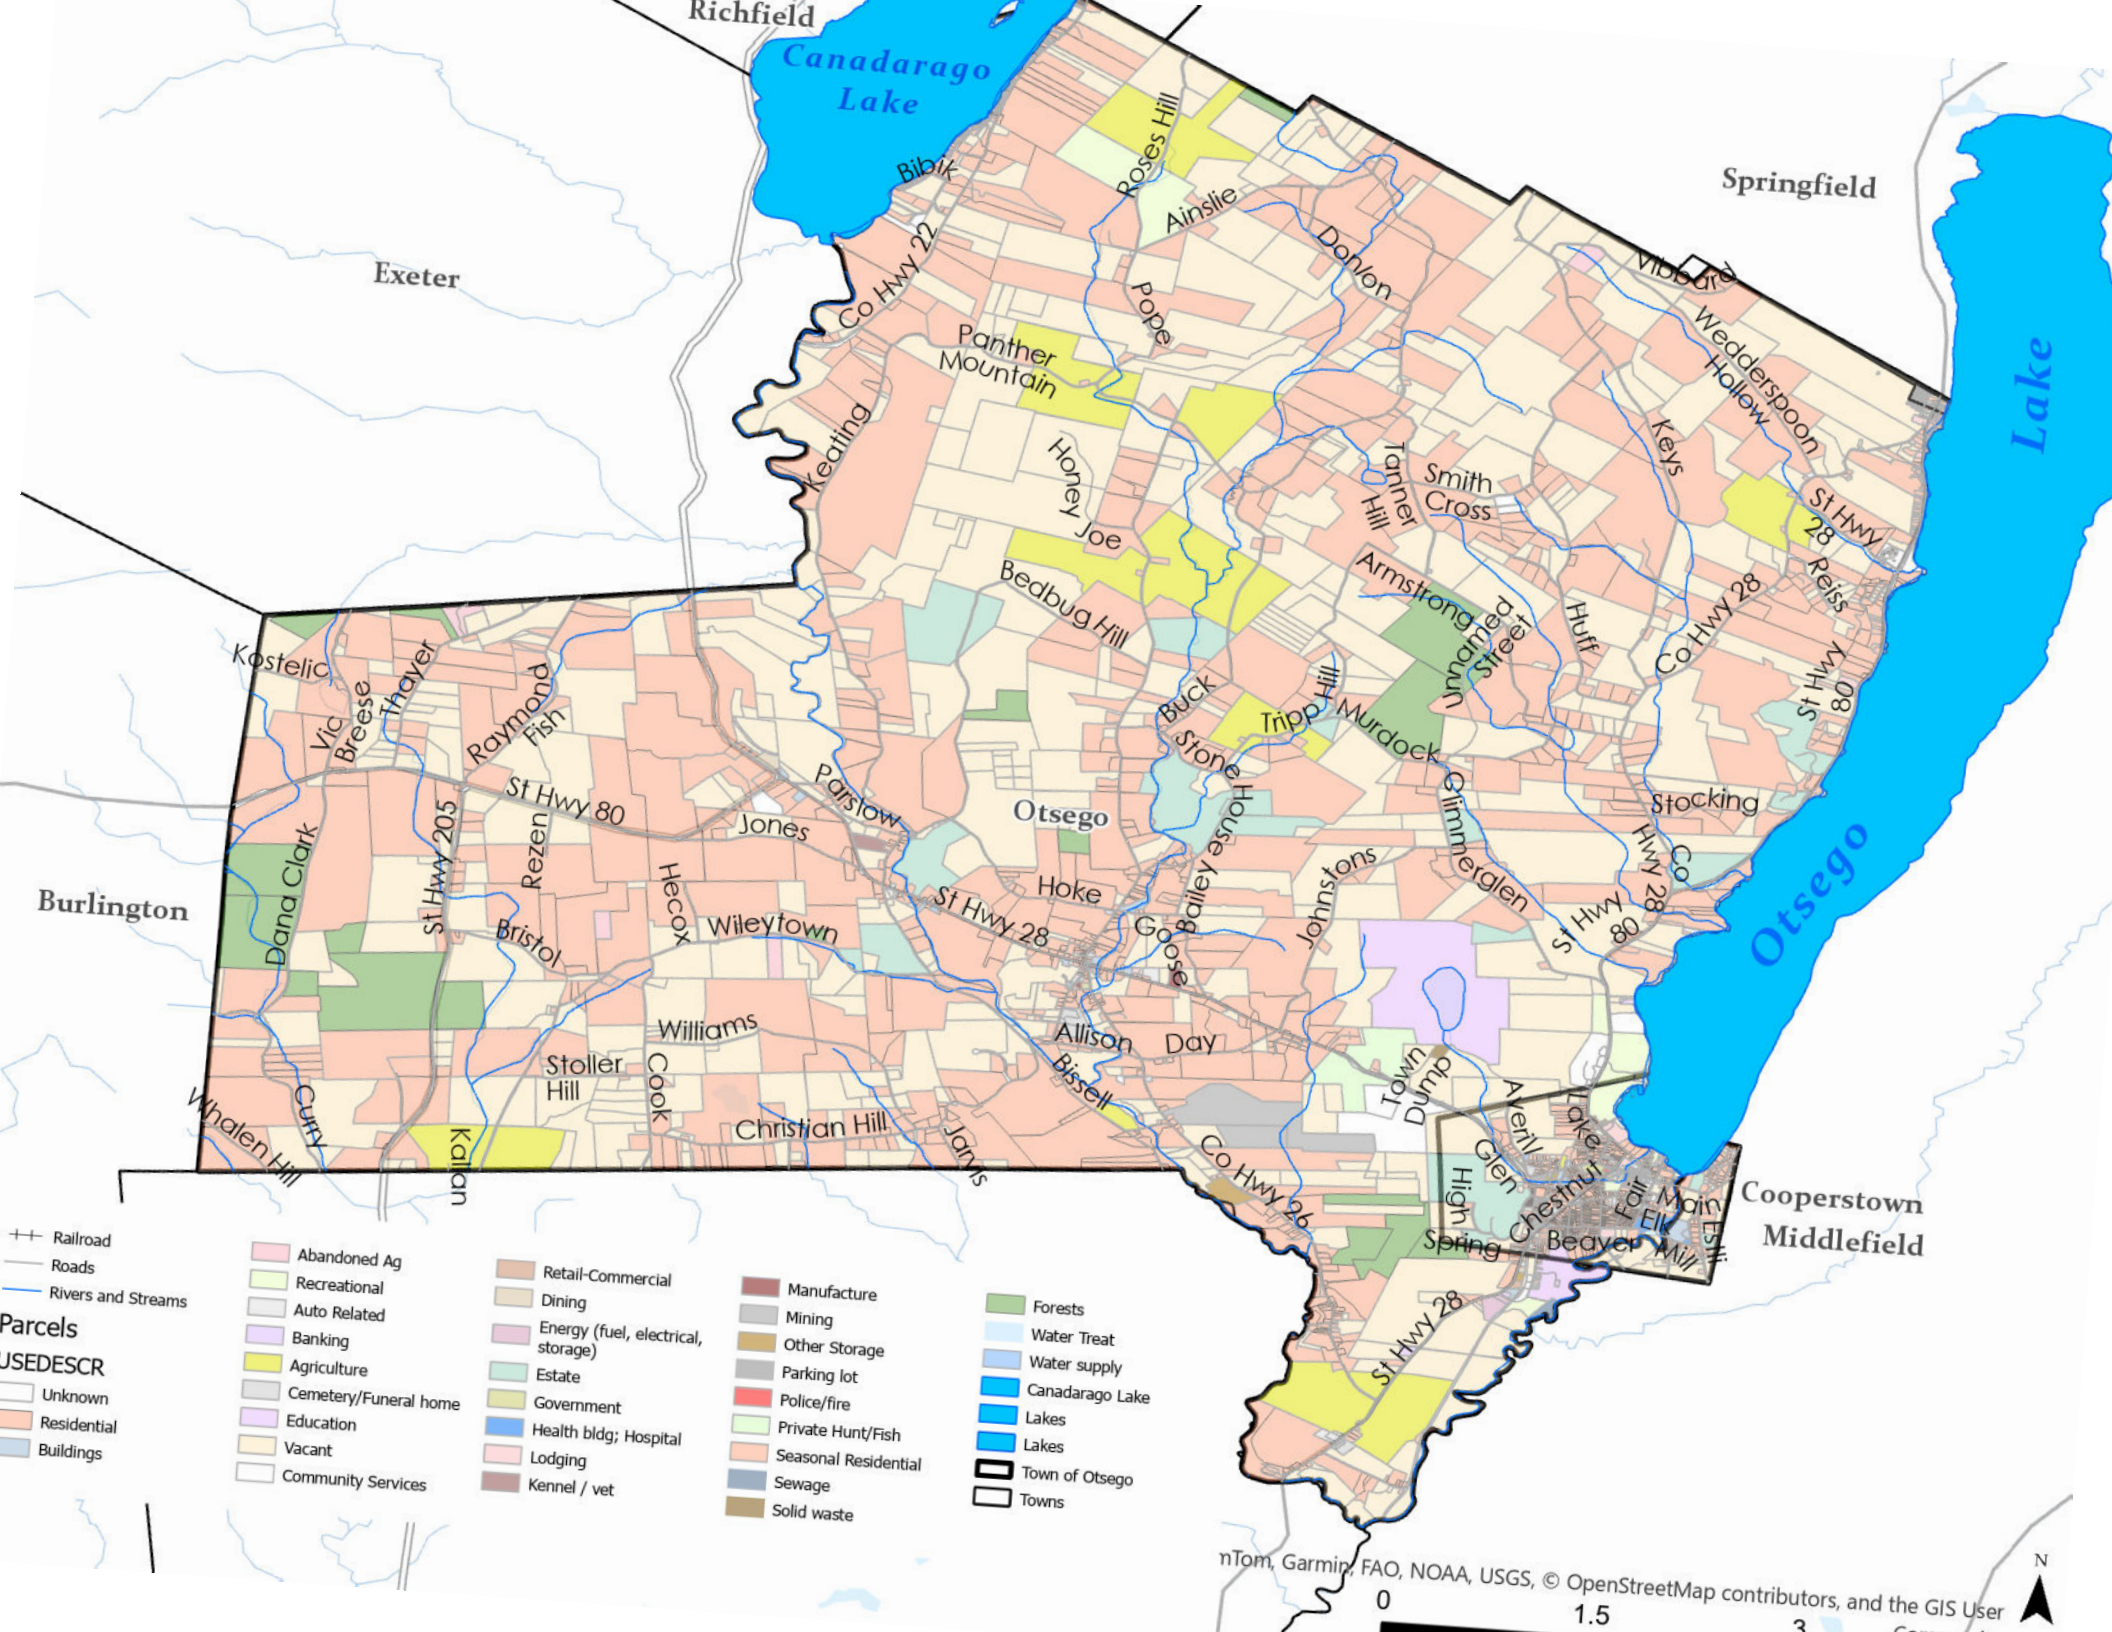 Richfield
Canadarago
Lake
Springfield
Exeter
Bibik
Roses Hill
Ainslie
Co Hwy 22
Donlon
Vibbard
Pope
Panther
Mountain
Wedderspoon
Hollow
Lake
Keating
Honey Joe
Tanner
Hill
Smith
Cross
Keys
St Hwy
28
Reiss
Bedbug Hill
Armstrong
Unnamed
Street
Huff
Co Hwy 28
Kostelic
Vic
Breese
Thayer
Raymond
Fish
Buck
Tripp Hill
Murdock
St Hwy
80
Stone House
Parslow
St Hwy 80
Otsego
Jones
Glimmerglen
Stocking
St Hwy 205
Rezen
Dana Clark
Hecox
Hoke
Bailey
Johnstons
Co
Hwy 28
Otsego
Burlington
Bristol
Wileytown
St Hwy 28
Goose
St Hwy
80
Williams
Allison
Day
Stoller
Hill
Cook
Bissell
Town
Dump
Averill
Lake
Whalen Hill
Curry
Kallan
Christian Hill
Jarvis
Co Hwy 26
Glen
High
Chestnut
Fair
Main
Elk
Estli
Spring
Beaver
Mill
Cooperstown
Middlefield
St Hwy 28
Railroad
Roads
Rivers and Streams
Parcels
USEDESCR
Unknown
Residential
Buildings
Abandoned Ag
Recreational
Auto Related
Banking
Agriculture
Cemetery/Funeral home
Education
Vacant
Community Services
Retail-Commercial
Dining
Energy (fuel, electrical,
storage)
Estate
Government
Health bldg; Hospital
Lodging
Kennel / vet
Manufacture
Mining
Other Storage
Parking lot
Police/fire
Private Hunt/Fish
Seasonal Residential
Sewage
Solid waste
Forests
Water Treat
Water supply
Canadarago Lake
Lakes
Lakes
Town of Otsego
Towns
mTom, Garmin, FAO, NOAA, USGS, © OpenStreetMap contributors, and the GIS User
N
0
1.5
3